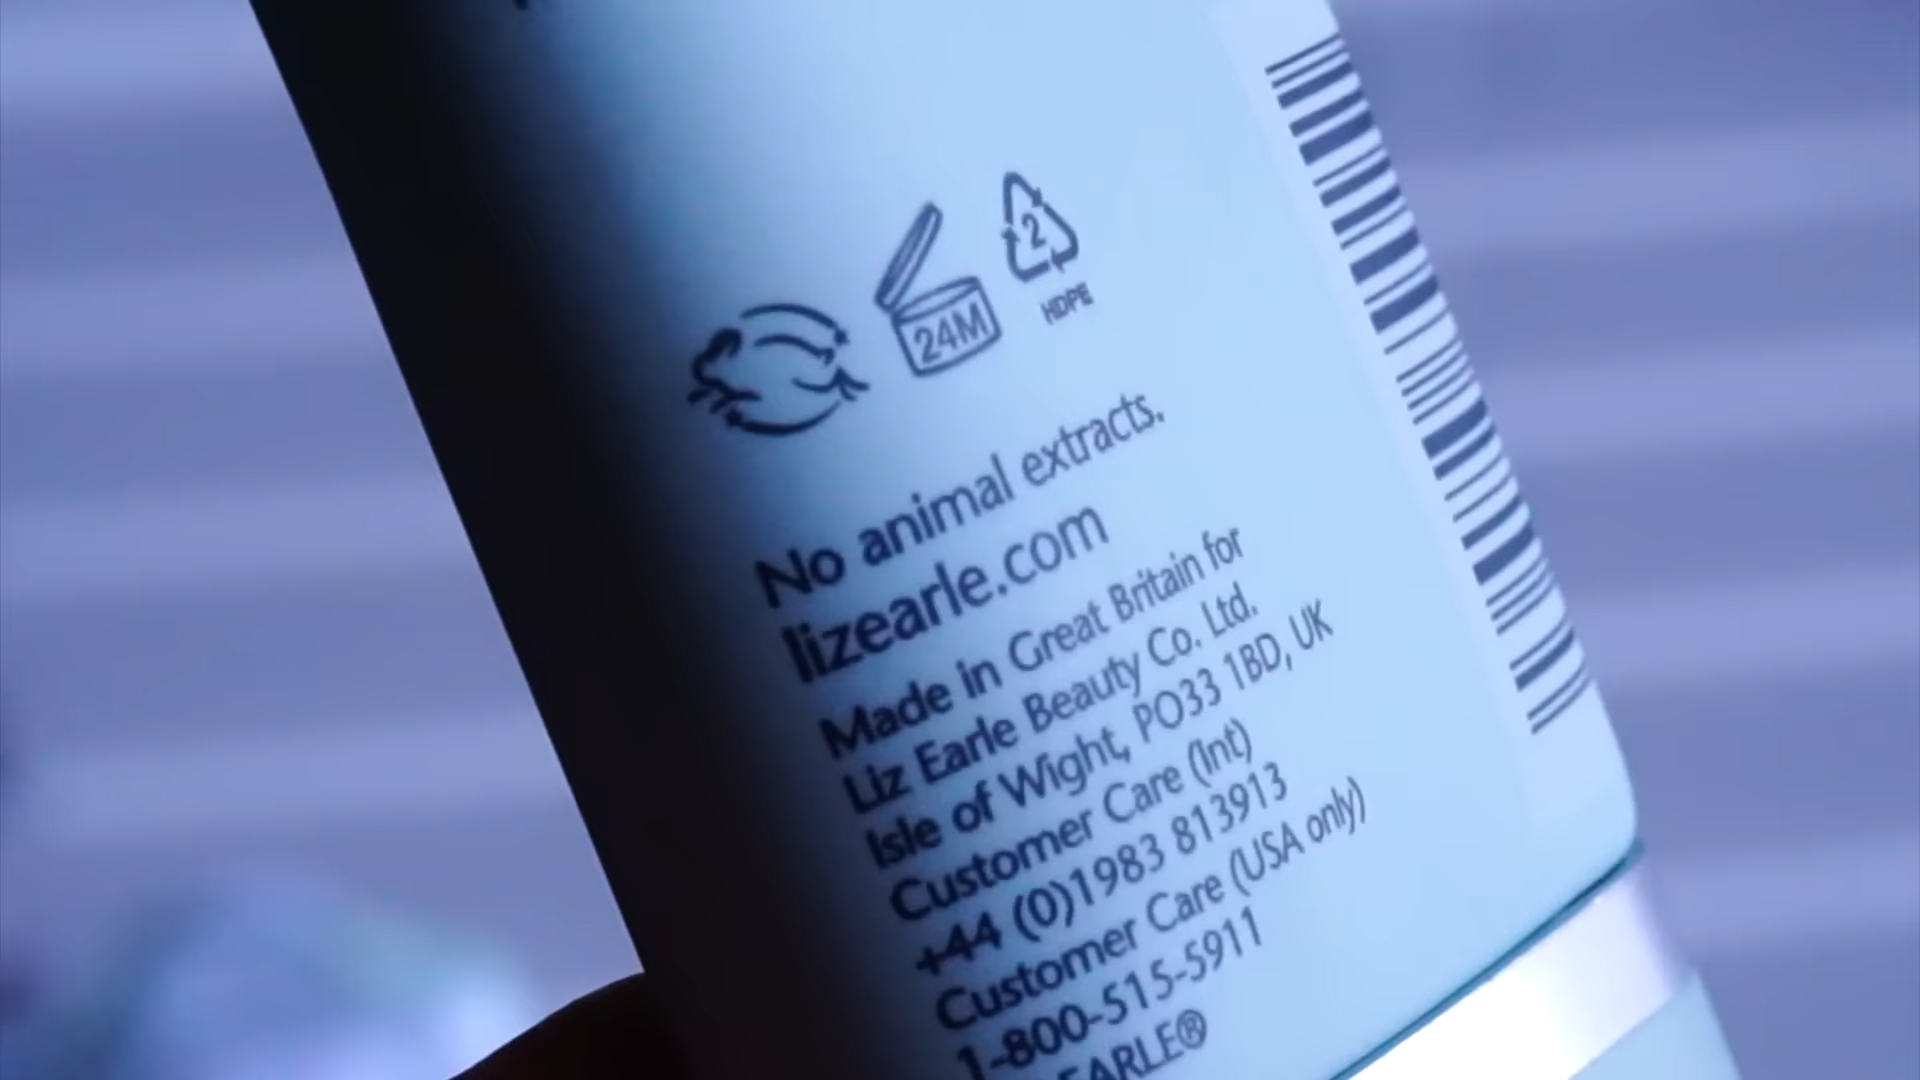 2
HDPE
24M
No animal extracts.
lizearle.com
Made in Great Britain for
Liz Earle Beauty Co. Ltd.
Isle of Wight, PO33 1BD, UK
Customer Care (Int)
+44 (0)1983 813913
Customer Care (USA only)
1-800-515-5911
EARLE®